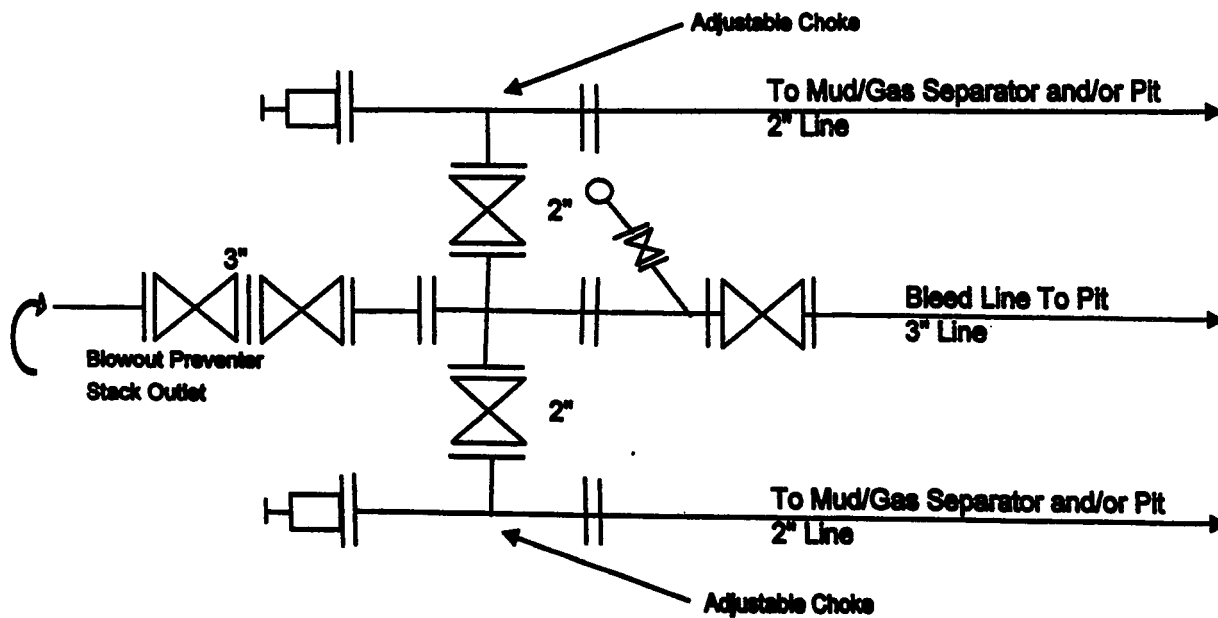 Adjustable Choke
To Mud/Gas Separator and/or Pit
2" Line
2"
3"
Bleed Line To Pit
3" Line
Blowout Preventer
Stack Outlet
2"
To Mud/Gas Separator and/or Pit
2" Line
Adjustable Choke